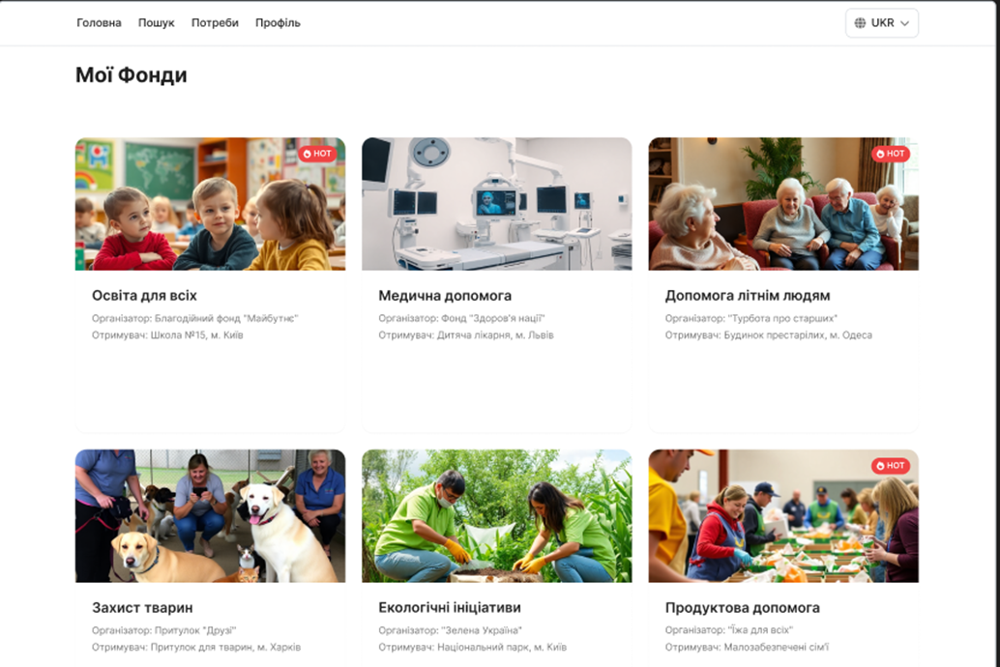 Головна Пошук Потреби Профіль UKR
Мої Фонди
HOT
HOT
Освіта для всіх
Організатор: Благодійний фонд "Майбутнє"
Отримувач: Школа №15, м. Київ
Медична допомога
Організатор: Фонд "Здоров'я нації"
Отримувач: Дитяча лікарня, м. Львів
Допомога літнім людям
Організатор: "Турбота про старших"
Отримувач: Будинок престарілих, м. Одеса
HOT
Захист тварин
Організатор: Притулок "Друзі"
Отримувач: Притулок для тварин, м. Харків
Екологічні ініціативи
Організатор: "Зелена Україна"
Отримувач: Національний парк, м. Київ
Продуктова допомога
Організатор: "Їжа для всіх"
Отримувач: Малозабезпечені сім'ї